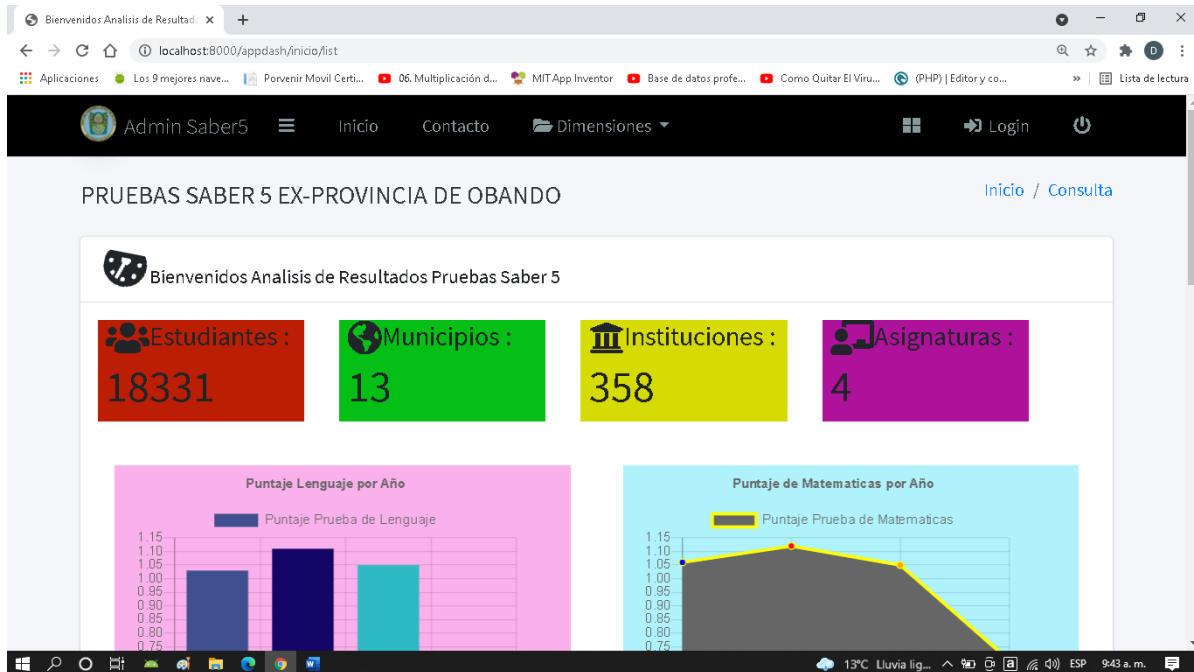 Bienvenidos Analisis de Resultad
localhost:8000/appdash/inicio/list
D
Aplicaciones
Los 9 mejores nave...
Porvenir Movil Certi...
06. Multiplicación d...
MIT App Inventor
Base de datos profe...
Como Quitar El Viru...
(PHP) | Editor y co...
»
Lista de lectura
Admin Saber5
Inicio
Contacto
Dimensiones
Login
PRUEBAS SABER 5 EX-PROVINCIA DE OBANDO
Inicio / Consulta
Bienvenidos Analisis de Resultados Pruebas Saber 5
Estudiantes :
18331
Municipios :
13
Instituciones :
358
Asignaturas :
4
Puntaje Lenguaje por Año
Puntaje Prueba de Lenguaje
1.15
1.10
1.05
1.00
0.95
0.90
0.85
0.80
0.75
Puntaje de Matematicas por Año
Puntaje Prueba de Matematicas
1.15
1.10
1.05
1.00
0.95
0.90
0.85
0.80
0.75
13°C Lluvia lig...
ESP
9:43 a. m.